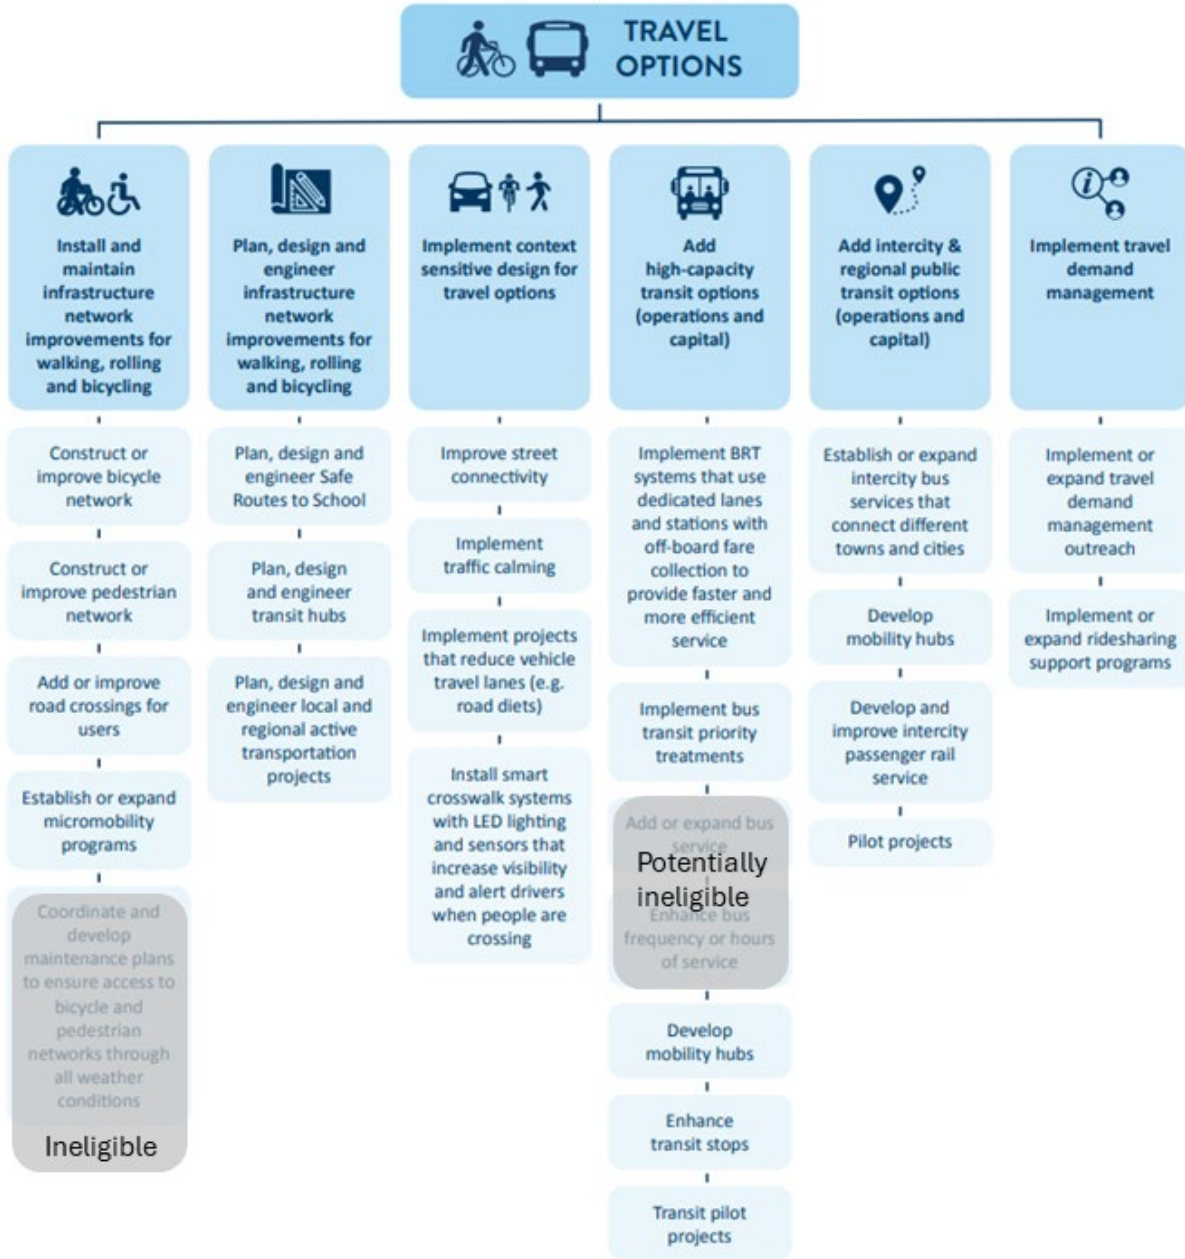 TRAVEL
OPTIONS
Install and
maintain
infrastructure
network
improvements for
walking, rolling
and bicycling
Construct or
improve bicycle
network
Construct or
improve pedestrian
network
Add or improve
road crossings for
users
Establish or expand
micromobility
programs
Coordinate and
develop
maintenance plans
to ensure access to
bicycle and
pedestrian
networks through
all weather
conditions
Ineligible
Plan, design and
engineer
infrastructure
network
improvements for
walking, rolling
and bicycling
Plan, design and
engineer Safe
Routes to School
Plan, design
and engineer
transit hubs
Plan, design and
engineer local and
regional active
transportation
projects
Implement context
sensitive design for
travel options
Improve street
connectivity
Implement
traffic calming
Implement projects
that reduce vehicle
travel lanes (e.g.
road diets)
Install smart
crosswalk systems
with LED lighting
and sensors that
increase visibility
and alert drivers
when people are
crossing
Add
high-capacity
transit options
(operations and
capital)
Implement BRT
systems that use
dedicated lanes
and stations with
off-board fare
collection to
provide faster and
more efficient
service
Implement bus
transit priority
treatments
Add or expand bus
service
Potentially
ineligible
Enhance bus
frequency or hours
of service
Develop
mobility hubs
Enhance
transit stops
Transit pilot
projects
Add intercity &
regional public
transit options
(operations and
capital)
Establish or expand
intercity bus
services that
connect different
towns and cities
Develop
mobility hubs
Develop and
improve intercity
passenger rail
service
Pilot projects
Implement travel
demand
management
Implement or
expand travel
demand
management
outreach
Implement or
expand ridesharing
support programs